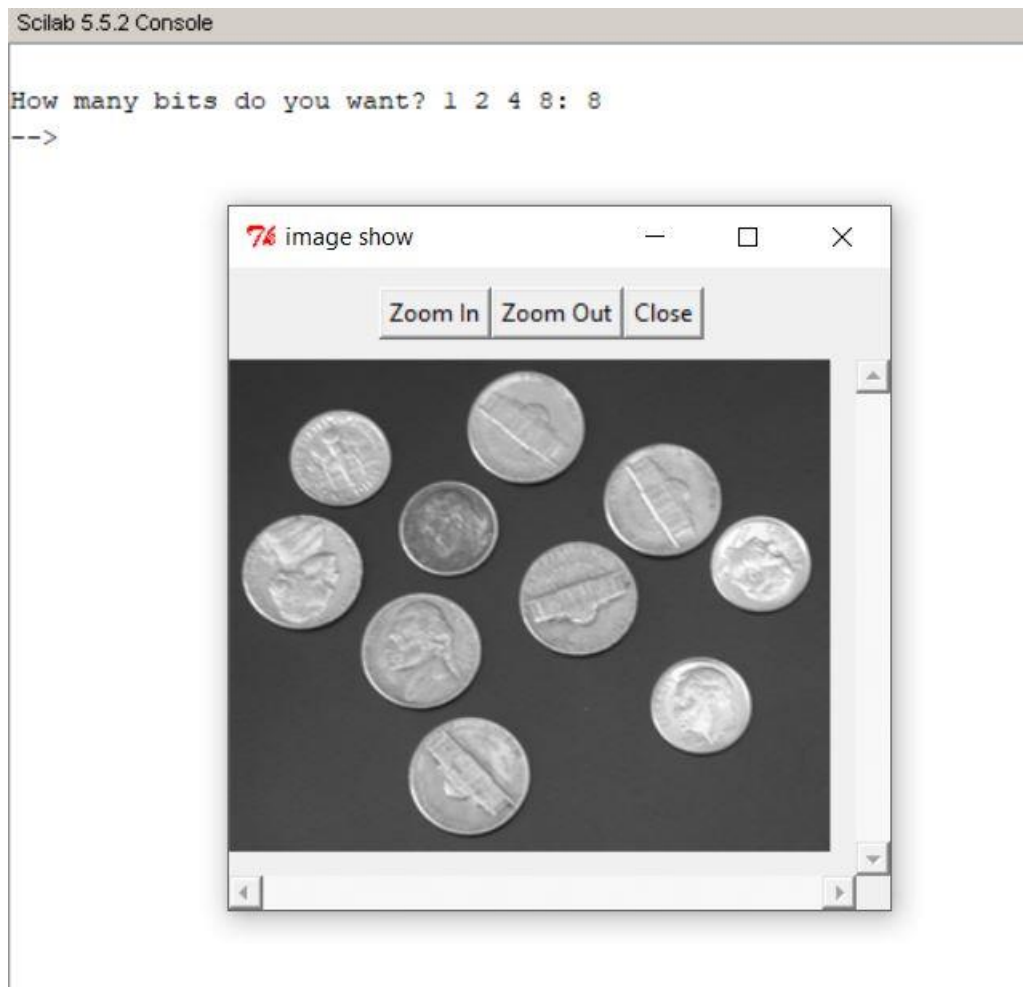 Scilab 5.5.2 Console
How many bits do you want? 1 2 4 8: 8
-->
image show
Zoom In Zoom Out Close